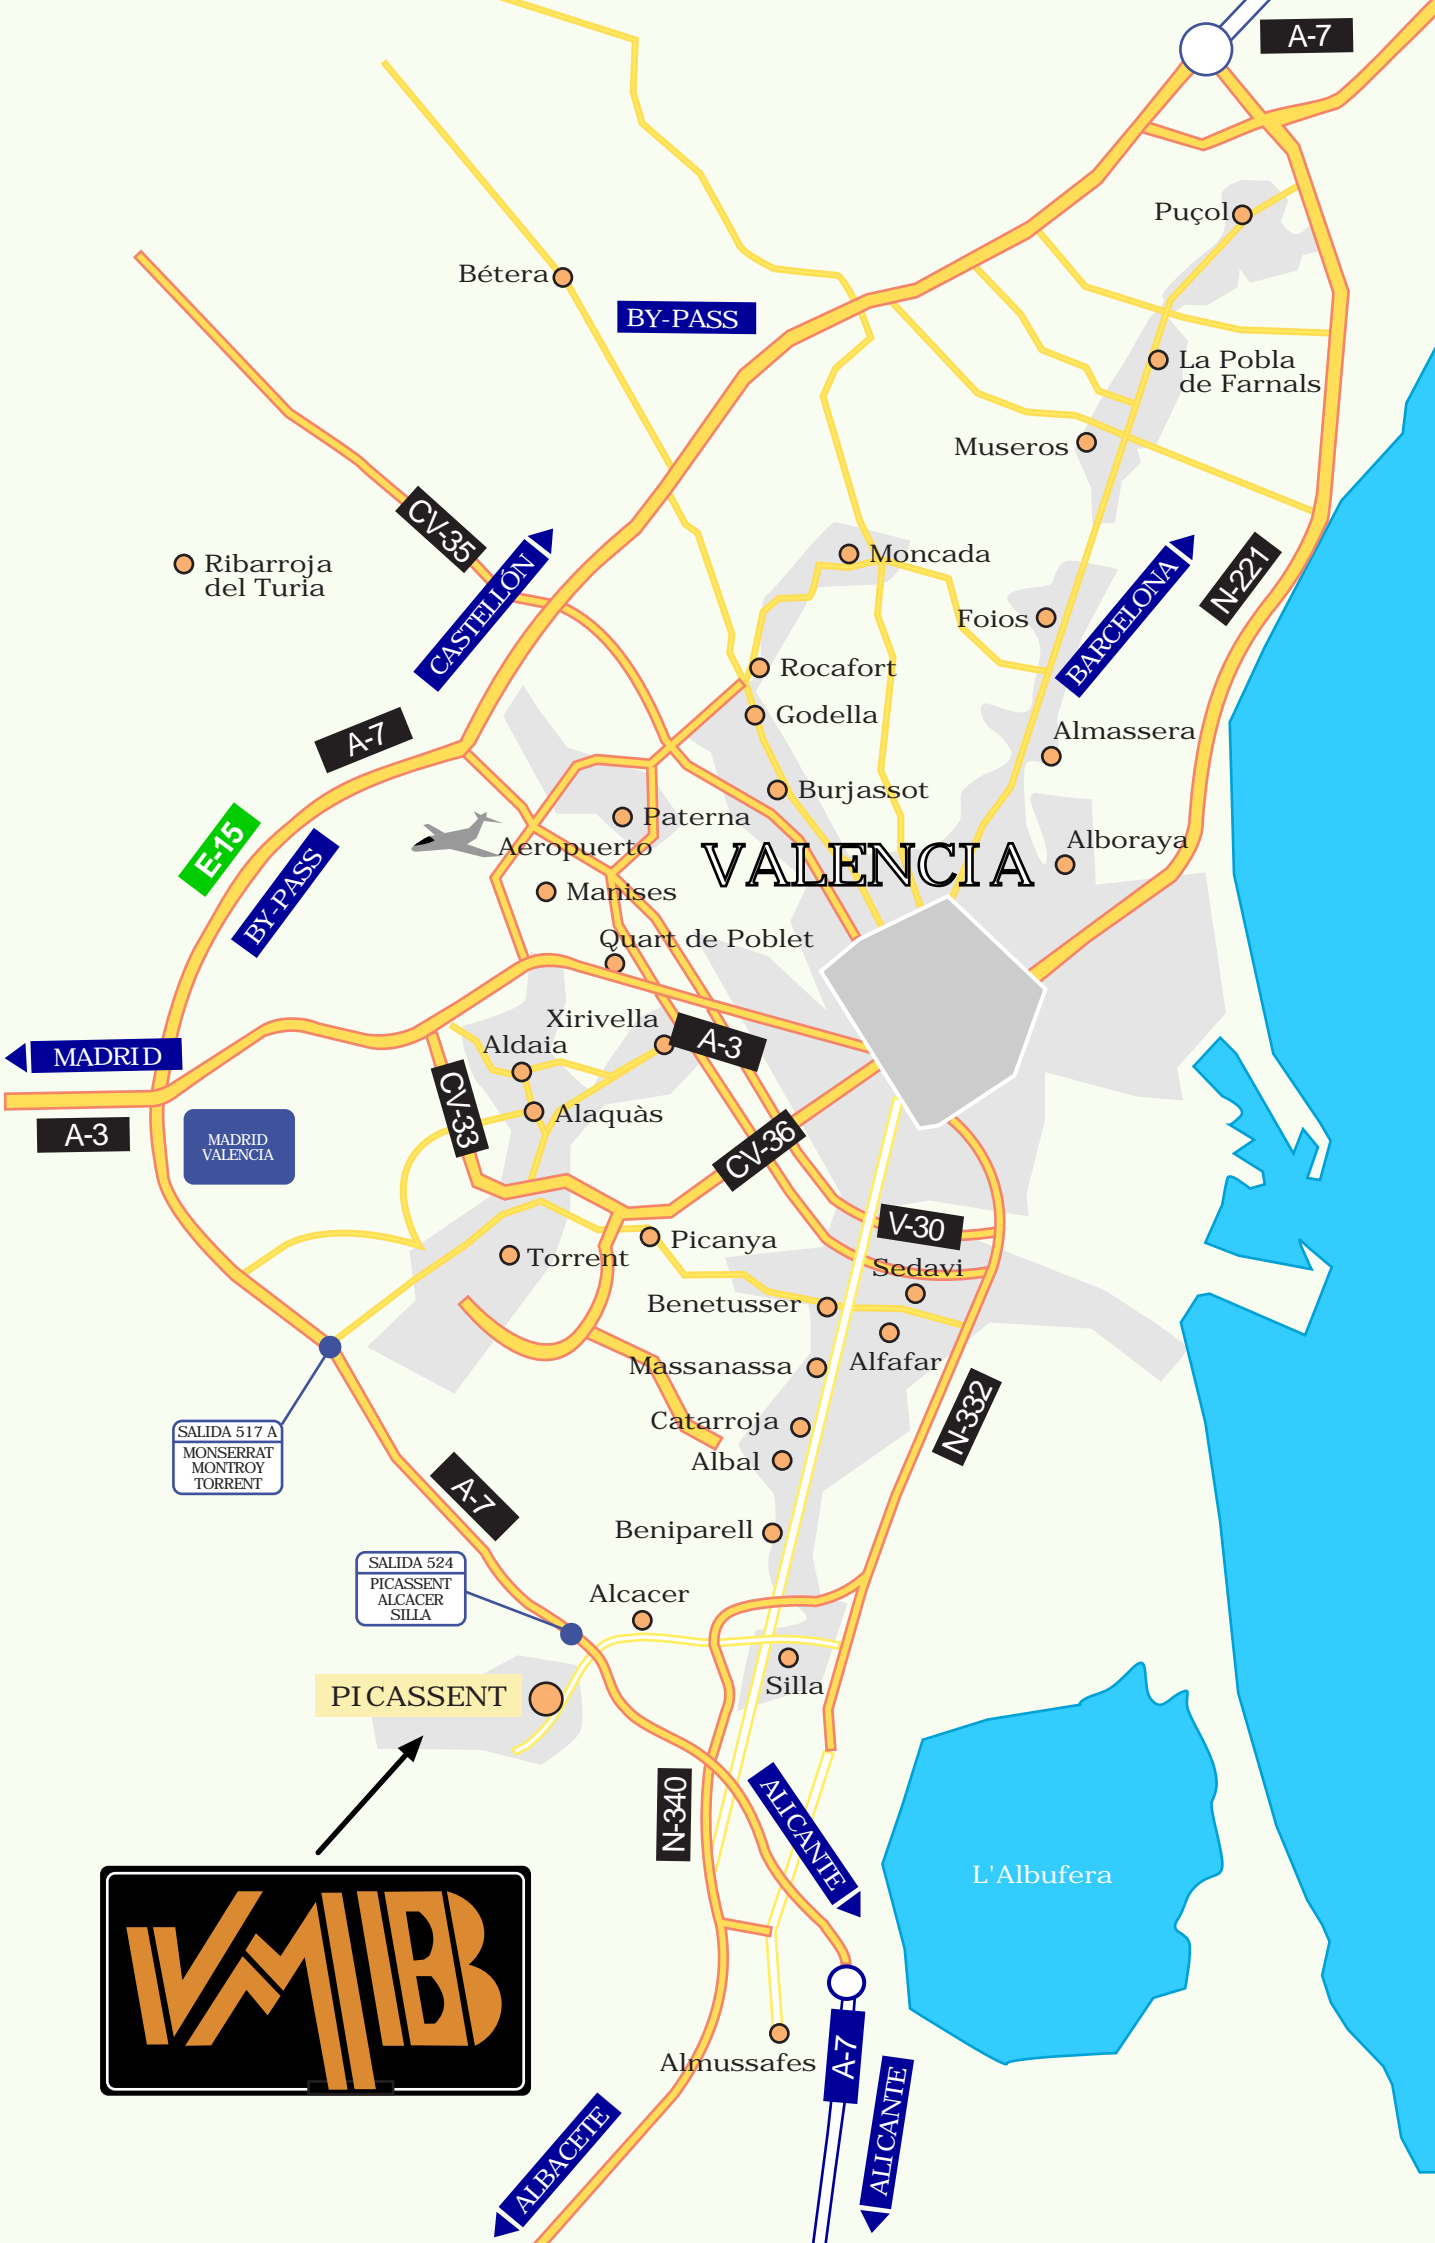 A-7
Puçol
Bétera
BY-PASS
La Pobla
de Farnals
Museros
CV-35
Ribarroja
del Turia
Moncada
CASTELLÓN
BARCELONA
N-221
Foios
Rocafort
Godella
Almassera
A-7
Burjassot
Paterna
E-15
BY-PASS
Aeropuerto
VALENCIA
Alboraya
Manises
Quart de Poblet
Xirivella
A-3
MADRID
Aldaia
CV-33
Alaquàs
A-3
MADRID
VALENCIA
CV-36
V-30
Picanya
Torrent
Sedavi
Benetusser
Massanassa
Alfafar
Catarroja
N-332
SALIDA 517 A
MONSERRAT
MONTROY
TORRENT
Albal
A-7
Beniparell
SALIDA 524
PICASSENT
ALCACER
SILLA
Alcacer
Silla
PICASSENT
N-340
ALICANTE
L'Albufera
VMB
Almussafes
A-7
ALICANTE
ALBACETE